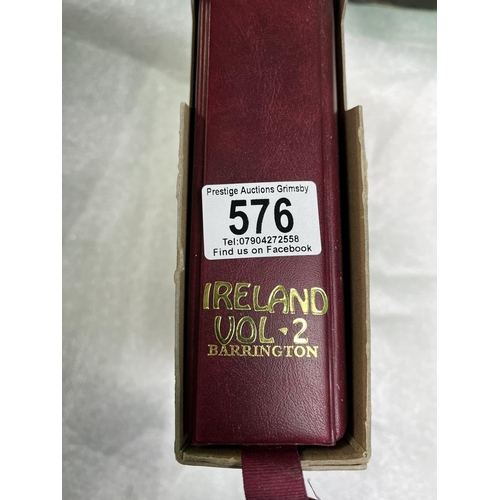 Prestige Auctions Grimsby
576
Tel:07904272558
Find us on Facebook
IRELAND
VOL·2
BARRINGTON